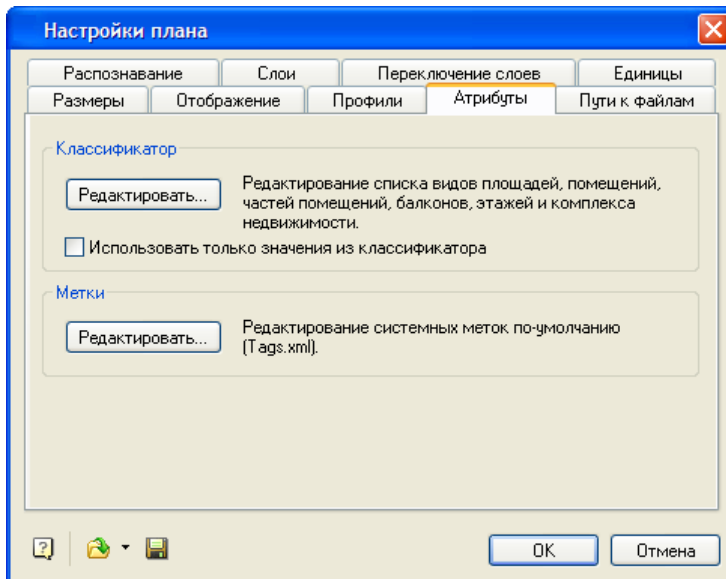 Настройки плана
Распознавание Слои Переключение слоев Единицы
Размеры Отображение Профили Атрибуты Пути к файлам
Классификатор
Редактировать... Редактирование списка видов площадей, помещений,
частей помещений, балконов, этажей и комплекса
недвижимости.
Использовать только значения из классификатора
Метки
Редактировать... Редактирование системных меток по-умолчанию
(Tags.xml).
OK Отмена